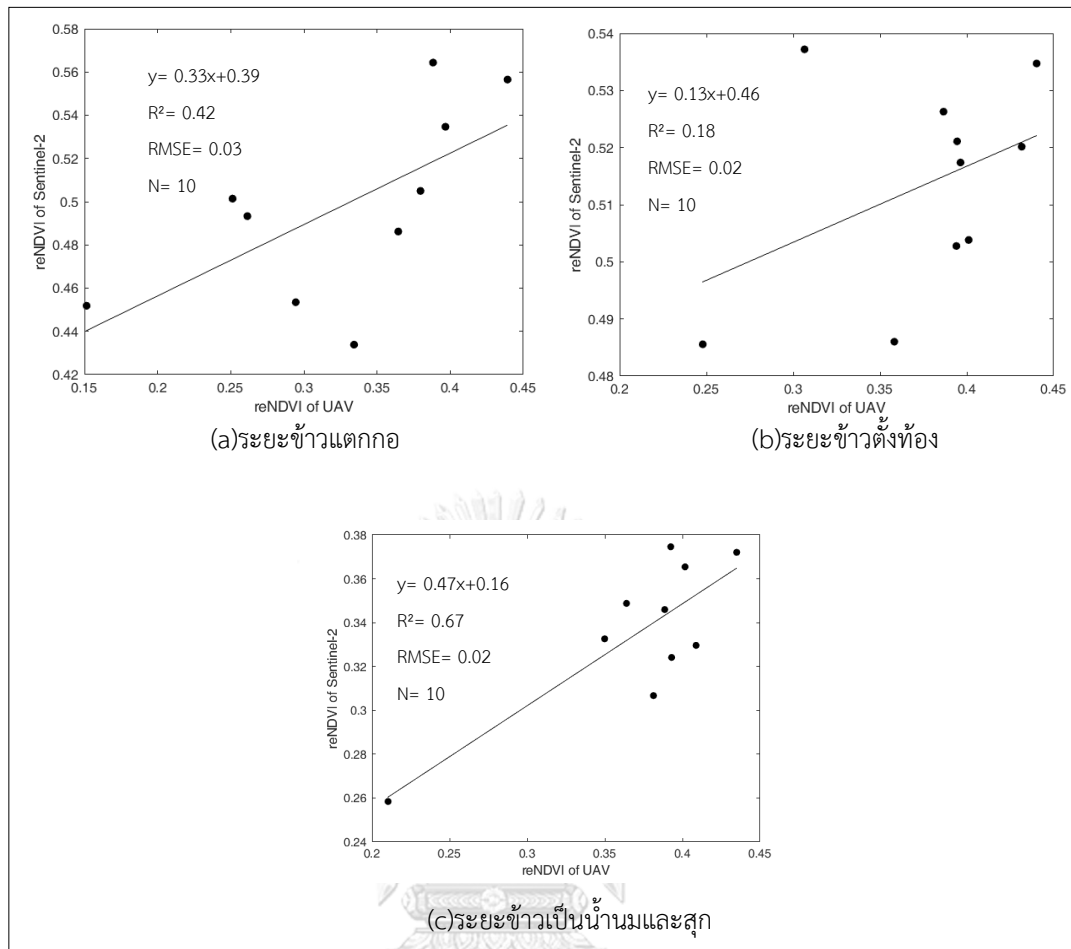 0.58
0.56
0.54
0.52
0.5
0.48
0.46
0.44
0.42
reNDVI of Sentinel-2
y= 0.33x+0.39
R²= 0.42
RMSE= 0.03
N= 10
0.15 0.2 0.25 0.3 0.35 0.4 0.45
reNDVI of UAV
(a)ระยะข้าวแตกกอ
0.54
0.53
0.52
0.51
0.5
0.49
0.48
reNDVI of Sentinel-2
y= 0.13x+0.46
R²= 0.18
RMSE= 0.02
N= 10
0.2 0.25 0.3 0.35 0.4 0.45
reNDVI of UAV
(b)ระยะข้าวตั้งท้อง
0.38
0.36
0.34
0.32
0.3
0.28
0.26
0.24
reNDVI of Sentinel-2
y= 0.47x+0.16
R²= 0.67
RMSE= 0.02
N= 10
0.2 0.25 0.3 0.35 0.4 0.45
reNDVI of UAV
(c)ระยะข้าวเป็นน้ำนมและสุก